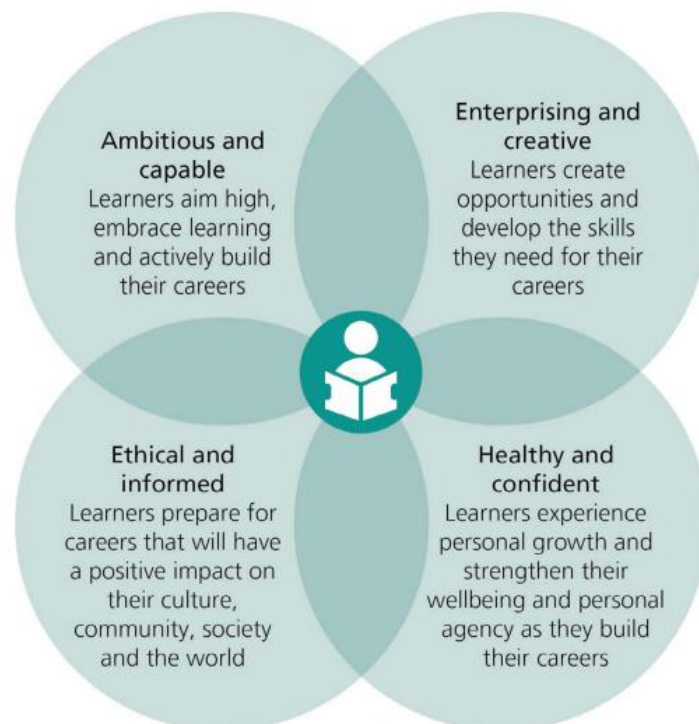 Ambitious and
capable
Learners aim high,
embrace learning
and actively build
their careers
Enterprising and
creative
Learners create
opportunities and
develop the skills
they need for their
careers
Ethical and
informed
Learners prepare for
careers that will have
a positive impact on
their culture,
community, society
and the world
Healthy and
confident
Learners experience
personal growth and
strengthen their
wellbeing and personal
agency as they build
their careers